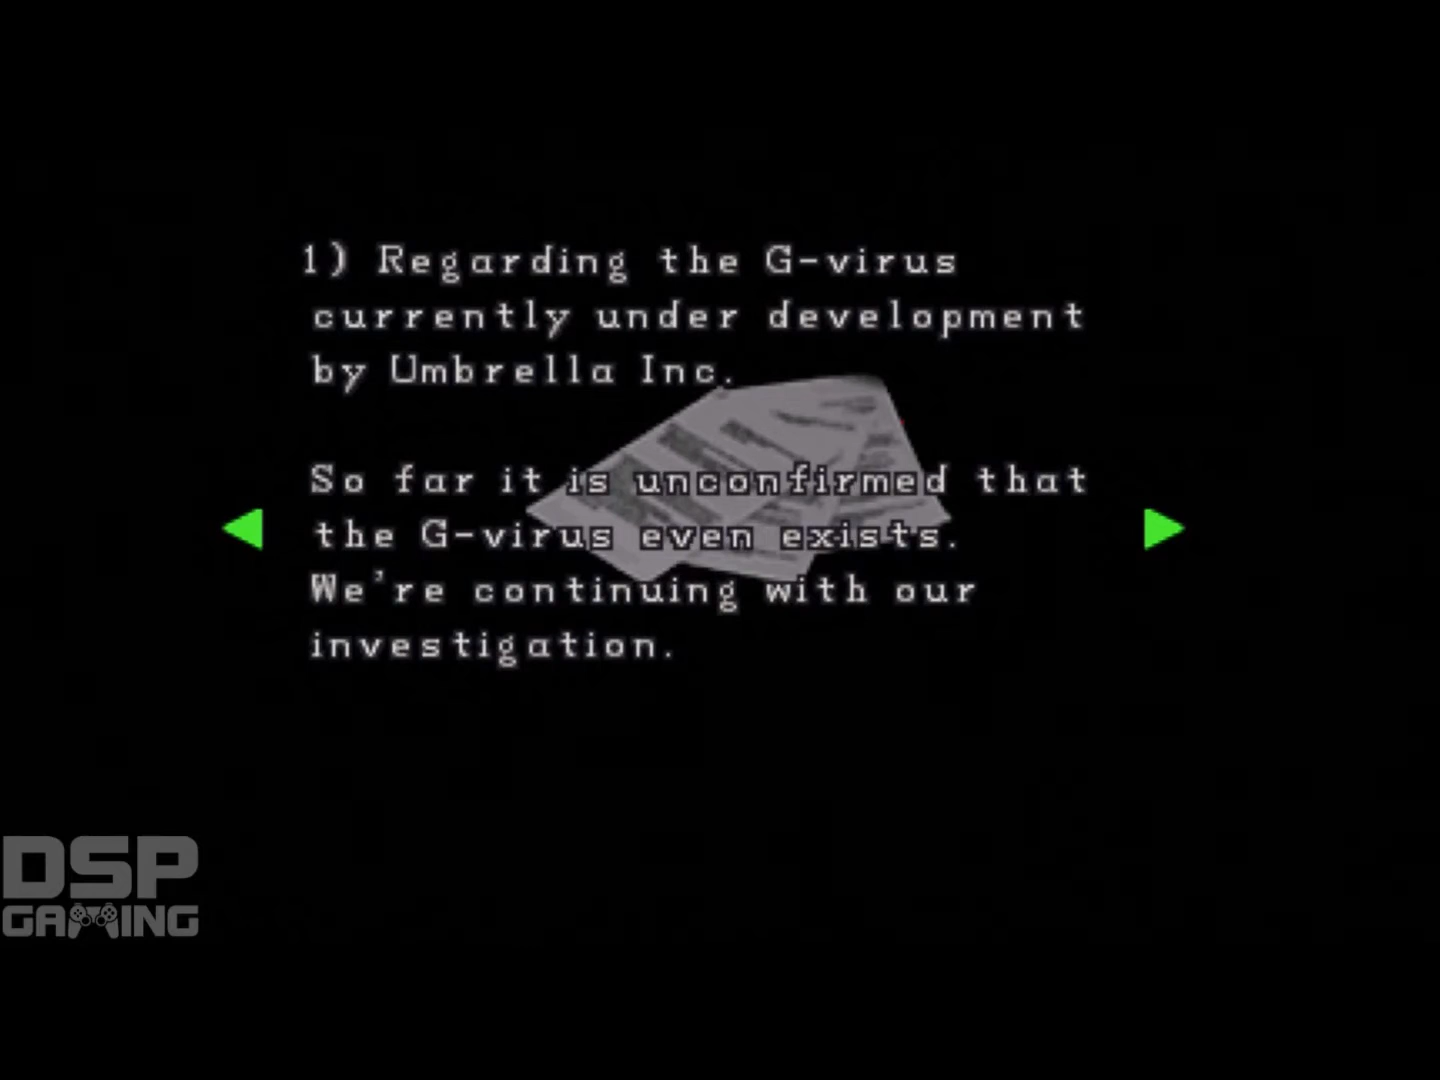 1) Regarding the G-virus
currently under development
by Umbrella Inc.
So far it is unconfirmed that
the G-virus even exists.
We're continuing with our
investigation.
DSP
GAMING